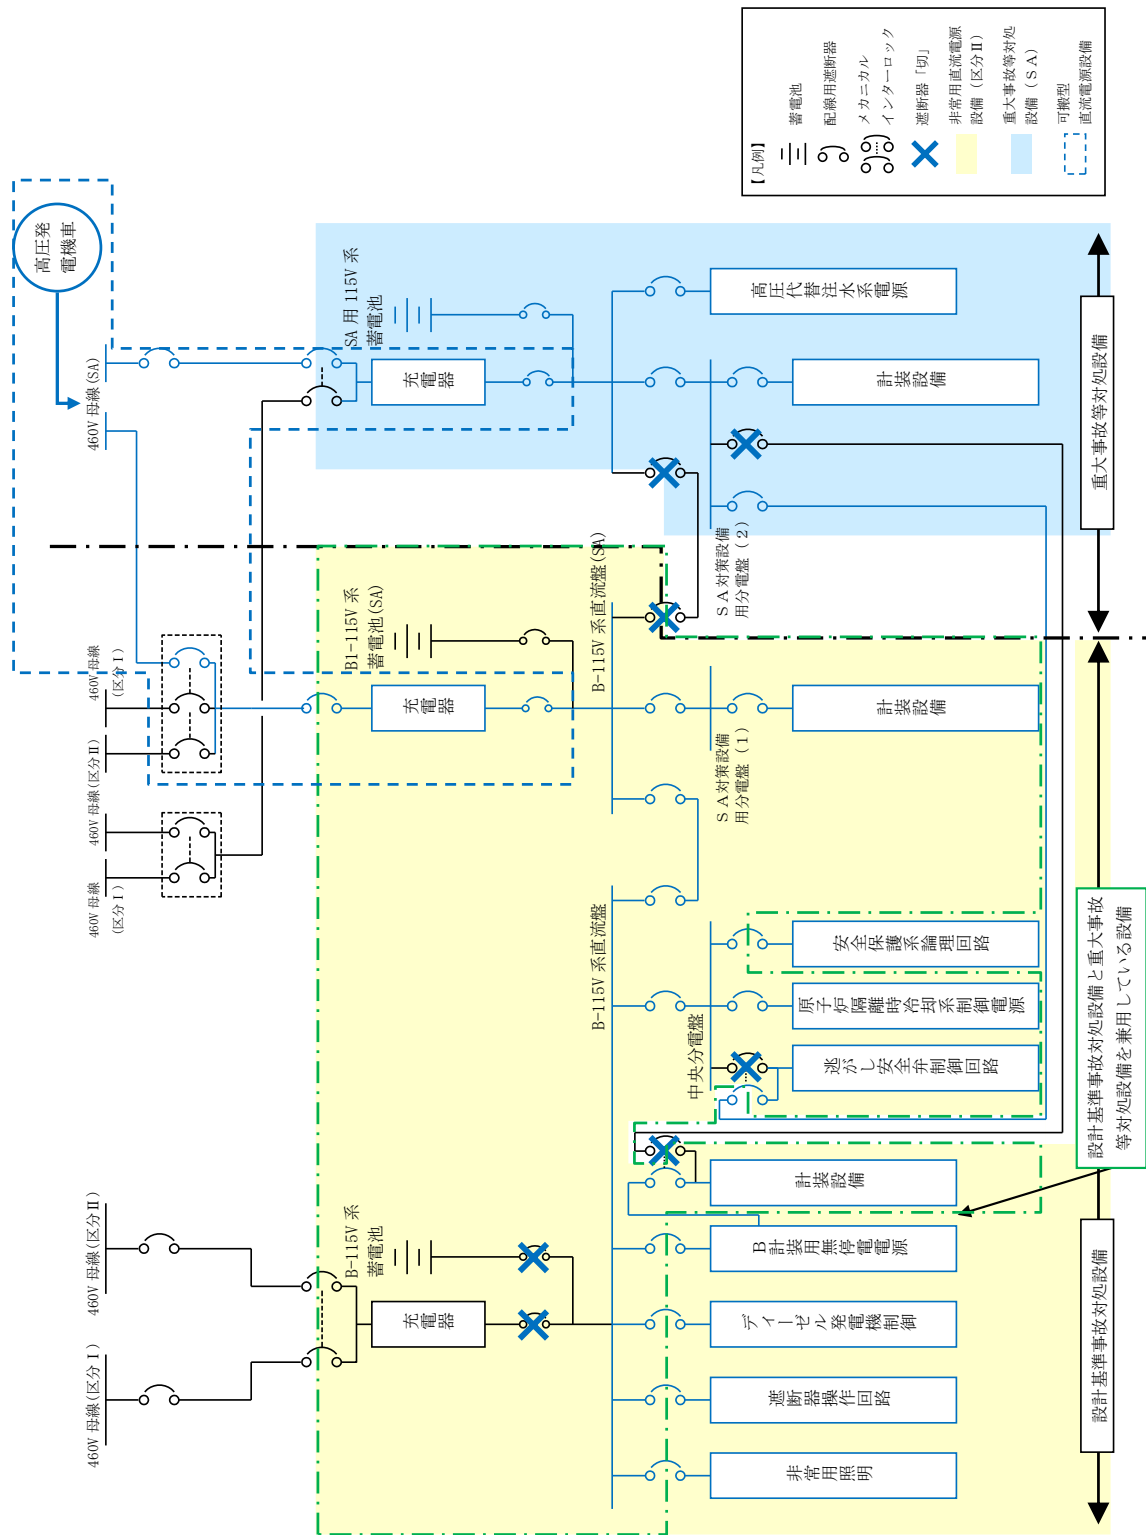 【凡例】
蓄電池
配線用遮断器
メカニカル
インターロック
遮断器「切」
非常用直流電源
設備（区分Ⅱ）
重大事故等対処
設備（ＳＡ）
可搬型
直流電源設備
高圧発
電機車
460V 母線(SA)
460V 母線
(区分Ⅰ)
460V 母線(区分Ⅱ)
460V 母線
(区分Ⅰ)
460V 母線(区分Ⅱ)
460V 母線(区分Ⅰ)
SA 用 115V 系
蓄電池
充電器
B1-115V 系
蓄電池(SA)
充電器
B-115V 系
蓄電池
充電器
B-115V 系直流盤(SA)
B-115V 系直流盤
ＳＡ対策設備
用分電盤（2）
ＳＡ対策設備
用分電盤（1）
中央分電盤
高圧代替注水系電源
計装設備
計装設備
安全保護系論理回路
原子炉隔離時冷却系制御電源
逃がし安全弁制御回路
計装設備
Ｂ計装用無停電電源
ディーゼル発電機制御
遮断器操作回路
非常用照明
重大事故等対処設備
設計基準事故対処設備と重大事故
等対処設備を兼用している設備
設計基準事故対処設備